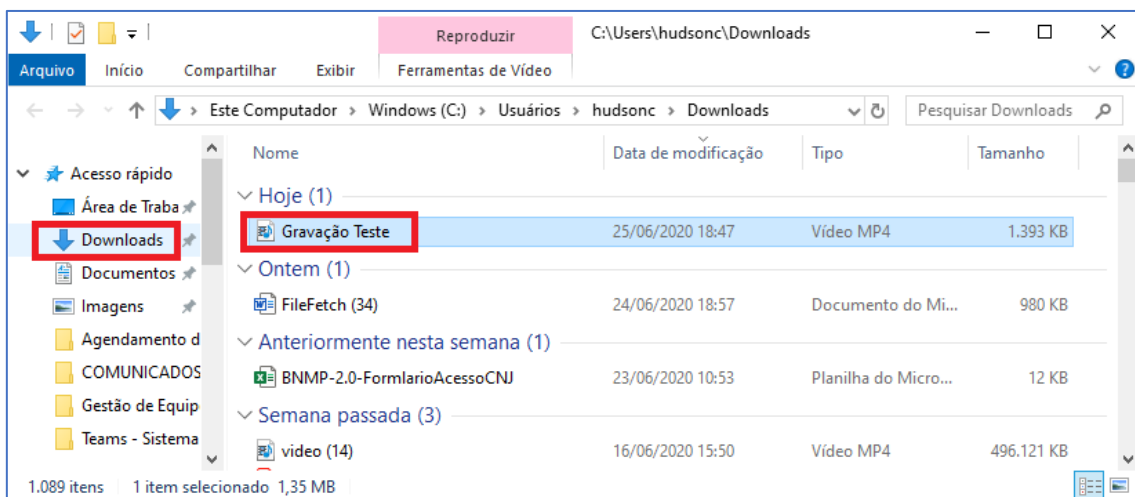 Reproduzir C:\Users\hudsonc\Downloads
Arquivo Início Compartilhar Exibir Ferramentas de Vídeo
Este Computador > Windows (C:) > Usuários > hudsonc > Downloads Pesquisar Downloads
Nome Data de modificação Tipo Tamanho
Acesso rápido
Hoje (1)
Área de Traba
Gravação Teste 25/06/2020 18:47 Vídeo MP4 1.393 KB
Downloads
Ontem (1)
Documentos
FileFetch (34) 24/06/2020 18:57 Documento do Mi... 980 KB
Imagens
Agendamento d
Anteriormente nesta semana (1)
COMUNICADOS
BNMP-2.0-FormlarioAcessoCNJ 23/06/2020 10:53 Planilha do Micro... 12 KB
Gestão de Equip
Semana passada (3)
Teams - Sistema
video (14) 16/06/2020 15:50 Vídeo MP4 496.121 KB
1.089 itens 1 item selecionado 1,35 MB